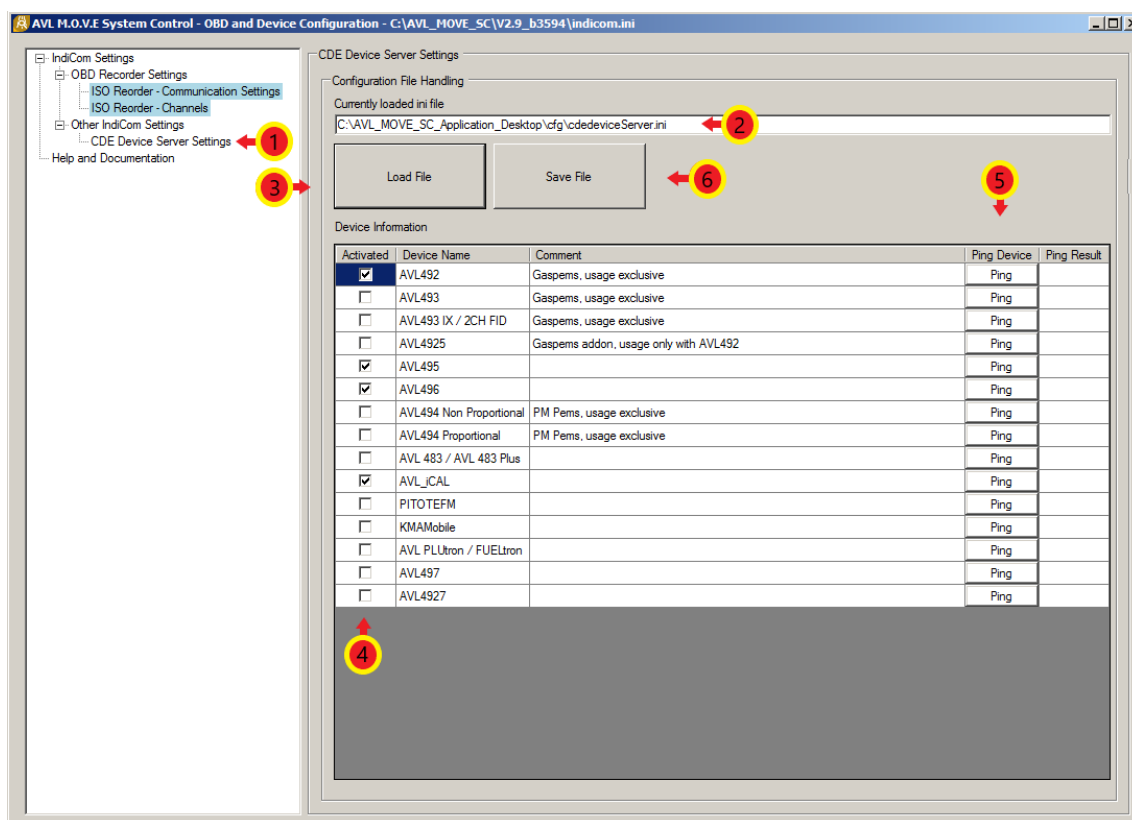 AVL M.O.V.E System Control - OBD and Device Configuration - C:\AVL_MOVE_SC\V2.9_b3594\indicom.ini
IndiCom Settings
OBD Recorder Settings
ISO Reorder - Communication Settings
ISO Reorder - Channels
Other IndiCom Settings
CDE Device Server Settings
1
Help and Documentation
CDE Device Server Settings
Configuration File Handling
Currently loaded ini file
C:\AVL_MOVE_SC_Application_Desktop\cfg\cdedeviceServer.ini
2
3
Load File
Save File
6
5
Device Information
Activated Device Name Comment Ping Device Ping Result
AVL492 Gaspems, usage exclusive Ping
AVL493 Gaspems, usage exclusive Ping
AVL493 IX / 2CH FID Gaspems, usage exclusive Ping
AVL4925 Gaspems addon, usage only with AVL492 Ping
AVL495 Ping
AVL496 Ping
AVL494 Non Proportional PM Pems, usage exclusive Ping
AVL494 Proportional PM Pems, usage exclusive Ping
AVL 483 / AVL 483 Plus Ping
AVL_iCAL Ping
PITOTEFM Ping
KMAMobile Ping
AVL PLUtron / FUELtron Ping
AVL497 Ping
AVL4927 Ping
4